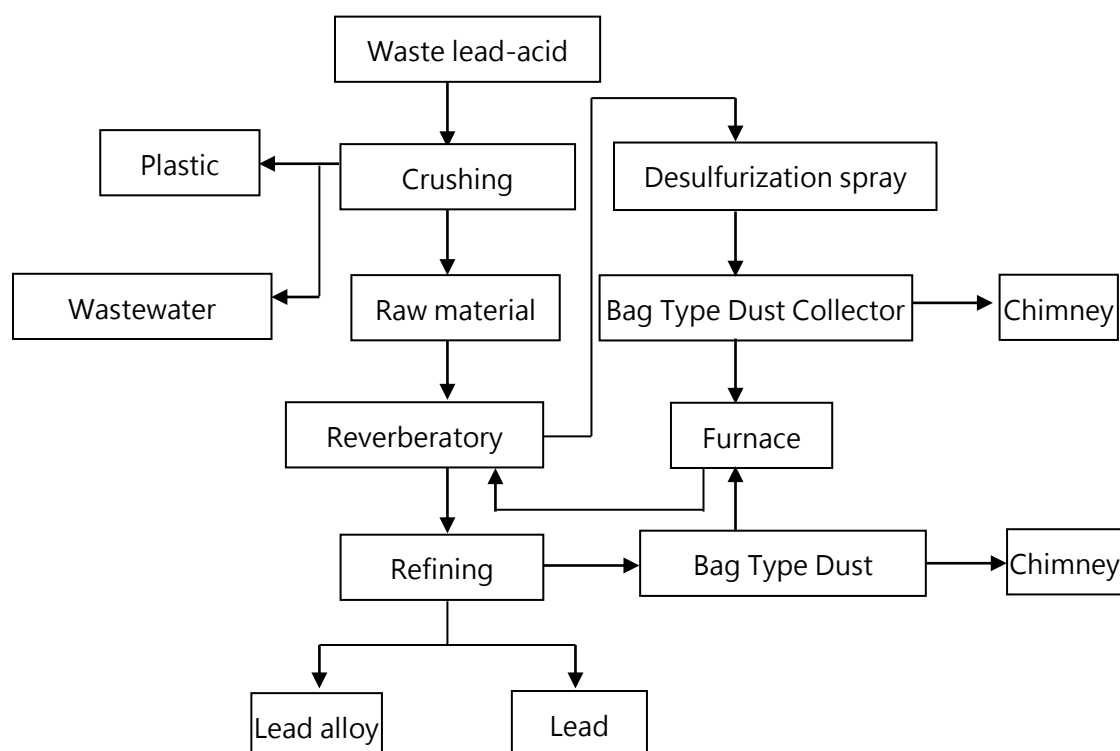 Waste lead-acid
Plastic
Crushing
Desulfurization spray
Wastewater
Raw material
Bag Type Dust Collector
Chimney
Reverberatory
Furnace
Refining
Bag Type Dust
Chimney
Lead alloy
Lead